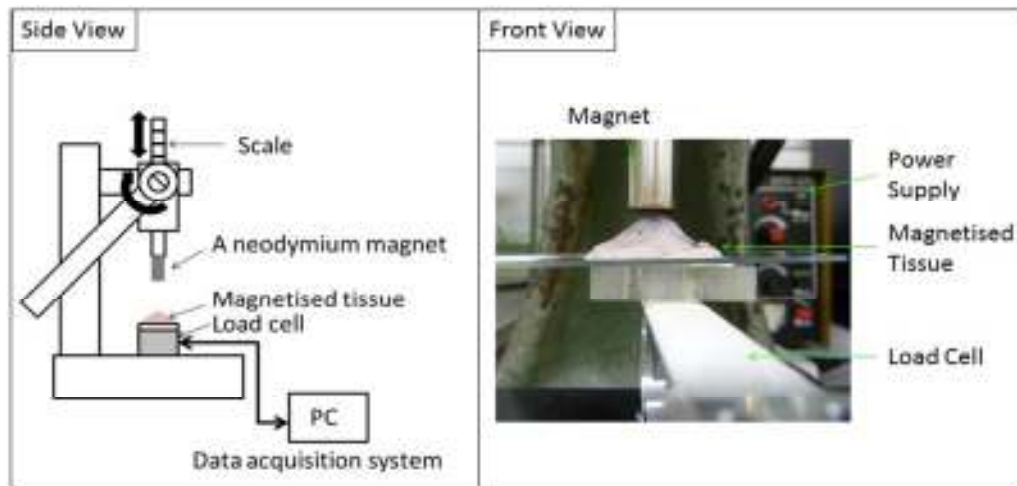 Side View
Scale
A neodymium magnet
Magnetised tissue
Load cell
PC
Data acquisition system
Front View
Magnet
Power
Supply
Magnetised
Tissue
Load Cell